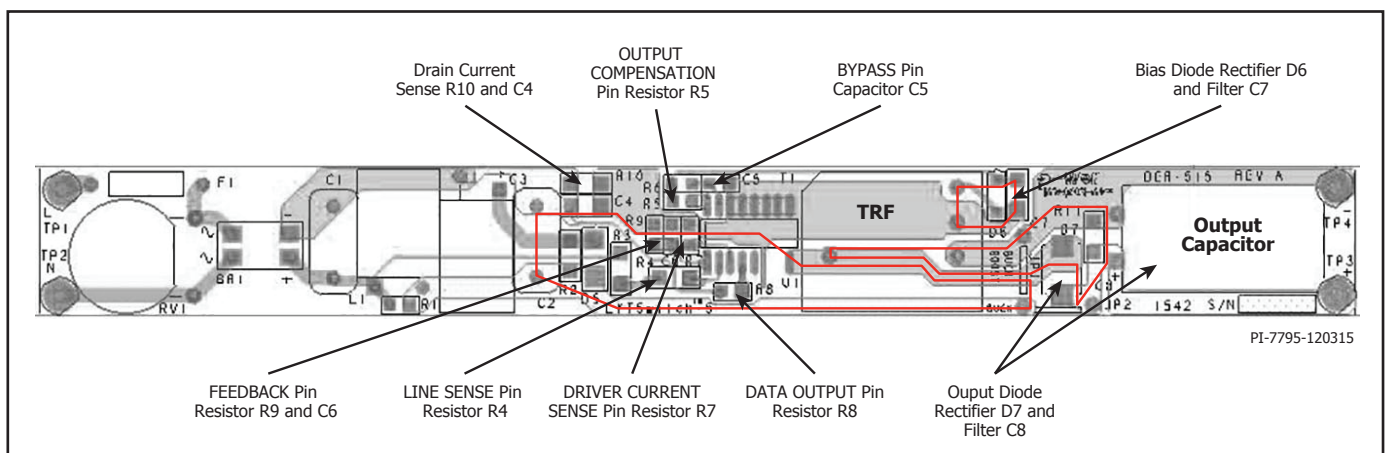 Drain Current
Sense R10 and C4
OUTPUT
COMPENSATION
Pin Resistor R5
BYPASS Pin
Capacitor C5
Bias Diode Rectifier D6
and Filter C7
L
TP1
TP2
N
F1
RV1
BR1
C1
L1
R1
C3
C2
R10
C4
R6
R5
R9
R3
R4
R2
C5
T1
R8
U1
TRF
D6
C7
R11
D7
DER-515 REV A
Output
Capacitor
TP4
TP3
JP2 1542 S/N
PI-7795-120315
FEEDBACK Pin
Resistor R9 and C6
LINE SENSE Pin
Resistor R4
DRIVER CURRENT
SENSE Pin Resistor R7
DATA OUTPUT Pin
Resistor R8
Ouput Diode
Rectifier D7 and
Filter C8